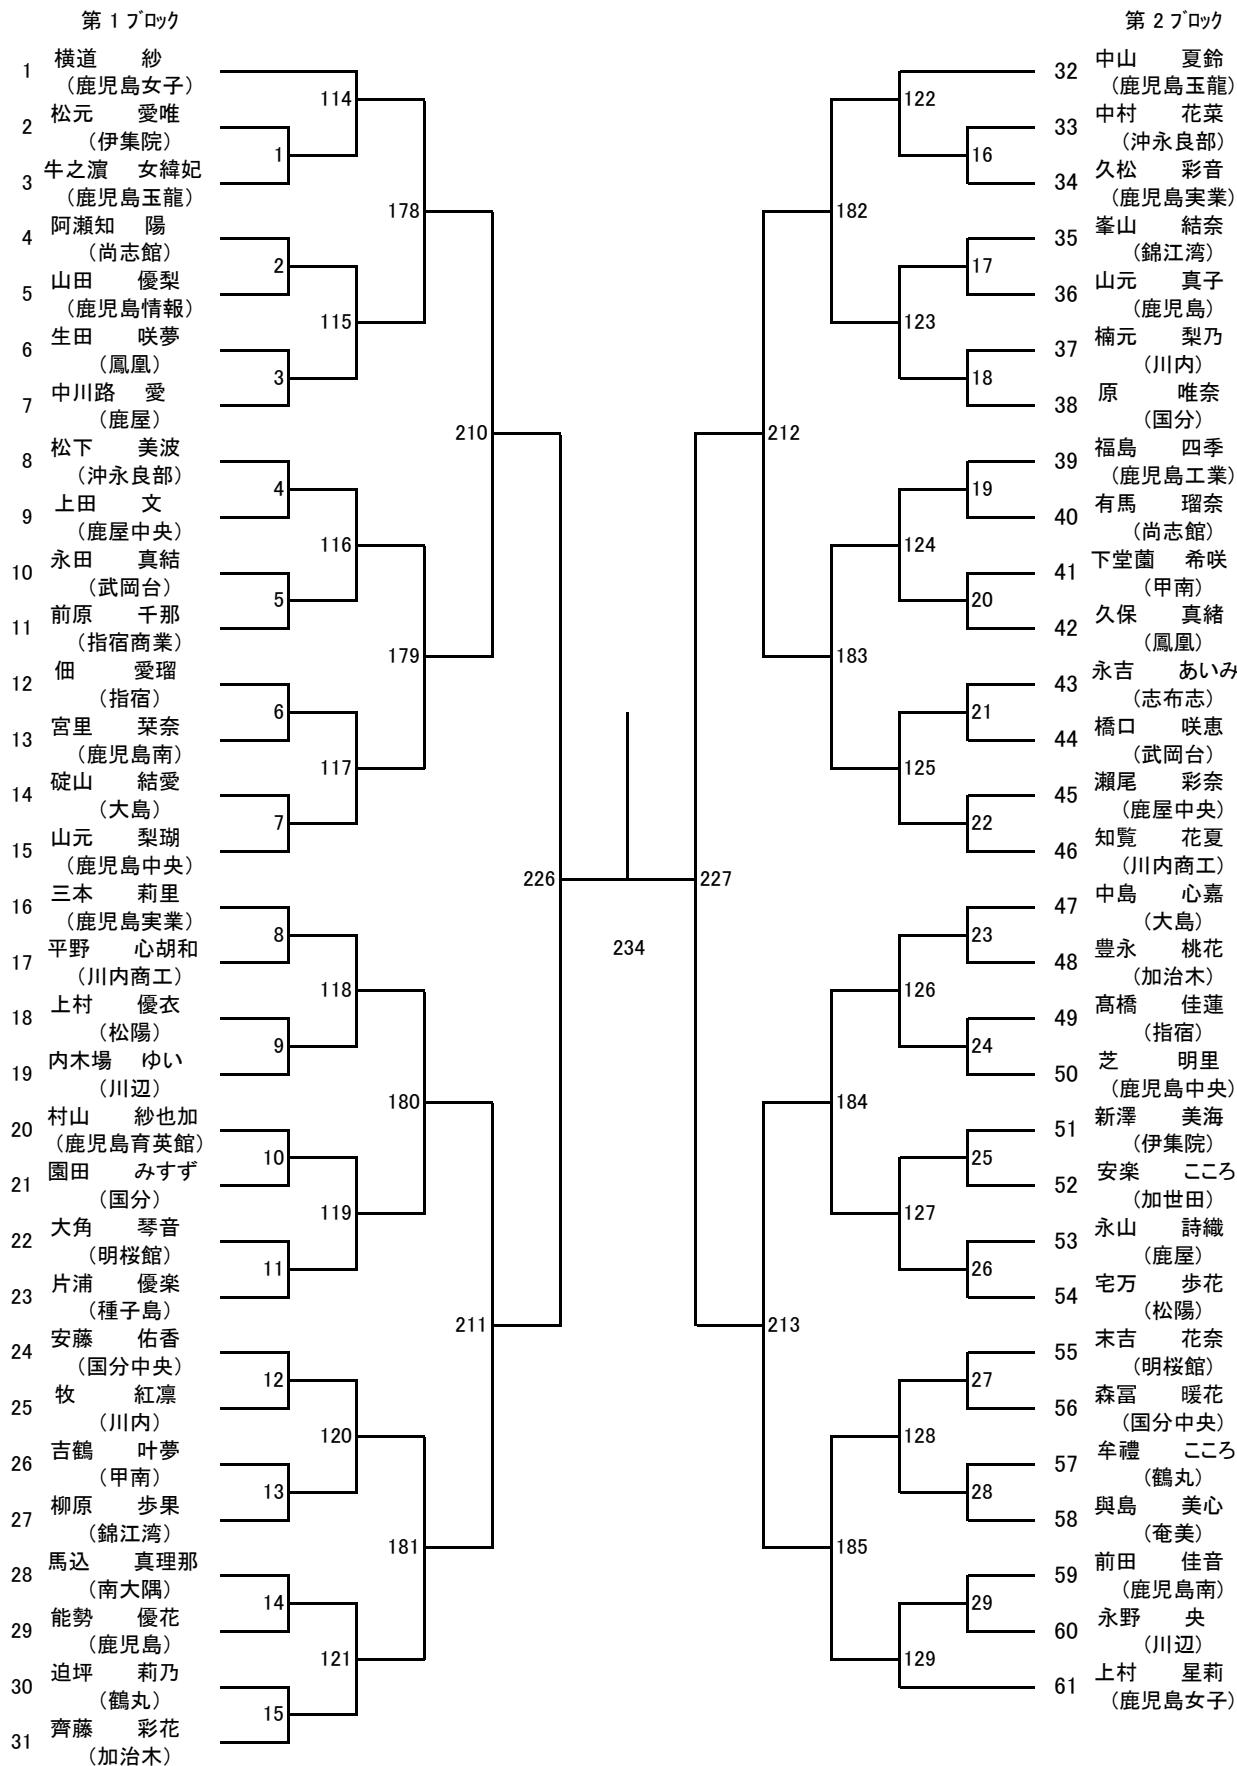 第１ブロック
1 横道 紗
（鹿児島女子）
2 松元 愛唯
（伊集院）
3 牛之濵 女緯妃
（鹿児島玉龍）
4 阿瀬知 陽
（尚志館）
5 山田 優梨
（鹿児島情報）
6 生田 咲夢
（鳳凰）
7 中川路 愛
（鹿屋）
8 松下 美波
（沖永良部）
9 上田 文
（鹿屋中央）
10 永田 真結
（武岡台）
11 前原 千那
（指宿商業）
12 佃 愛瑠
（指宿）
13 宮里 栞奈
（鹿児島南）
14 碇山 結愛
（大島）
15 山元 梨瑚
（鹿児島中央）
16 三本 莉里
（鹿児島実業）
17 平野 心胡和
（川内商工）
18 上村 優衣
（松陽）
19 内木場 ゆい
（川辺）
20 村山 紗也加
（鹿児島育英館）
21 園田 みすず
（国分）
22 大角 琴音
（明桜館）
23 片浦 優楽
（種子島）
24 安藤 佑香
（国分中央）
25 牧 紅凛
（川内）
26 吉鶴 叶夢
（甲南）
27 柳原 歩果
（錦江湾）
28 馬込 真理那
（南大隅）
29 能勢 優花
（鹿児島）
30 迫坪 莉乃
（鶴丸）
31 齊藤 彩花
（加治木）
1
2
3
4
5
6
7
8
9
10
11
12
13
14
15
114
115
116
117
118
119
120
121
178
179
180
181
210
211
226
234
227
212
213
182
183
184
185
122
123
124
125
126
127
128
129
16
17
18
19
20
21
22
23
24
25
26
27
28
29
第２ブロック
32 中山 夏鈴
（鹿児島玉龍）
33 中村 花菜
（沖永良部）
34 久松 彩音
（鹿児島実業）
35 峯山 結奈
（錦江湾）
36 山元 真子
（鹿児島）
37 楠元 梨乃
（川内）
38 原 唯奈
（国分）
39 福島 四季
（鹿児島工業）
40 有馬 瑠奈
（尚志館）
41 下堂薗 希咲
（甲南）
42 久保 真緒
（鳳凰）
43 永吉 あいみ
（志布志）
44 橋口 咲恵
（武岡台）
45 瀨尾 彩奈
（鹿屋中央）
46 知覧 花夏
（川内商工）
47 中島 心嘉
（大島）
48 豊永 桃花
（加治木）
49 髙橋 佳蓮
（指宿）
50 芝 明里
（鹿児島中央）
51 新澤 美海
（伊集院）
52 安楽 こころ
（加世田）
53 永山 詩織
（鹿屋）
54 宅万 歩花
（松陽）
55 末吉 花奈
（明桜館）
56 森冨 暖花
（国分中央）
57 牟禮 こころ
（鶴丸）
58 與島 美心
（奄美）
59 前田 佳音
（鹿児島南）
60 永野 央
（川辺）
61 上村 星莉
（鹿児島女子）